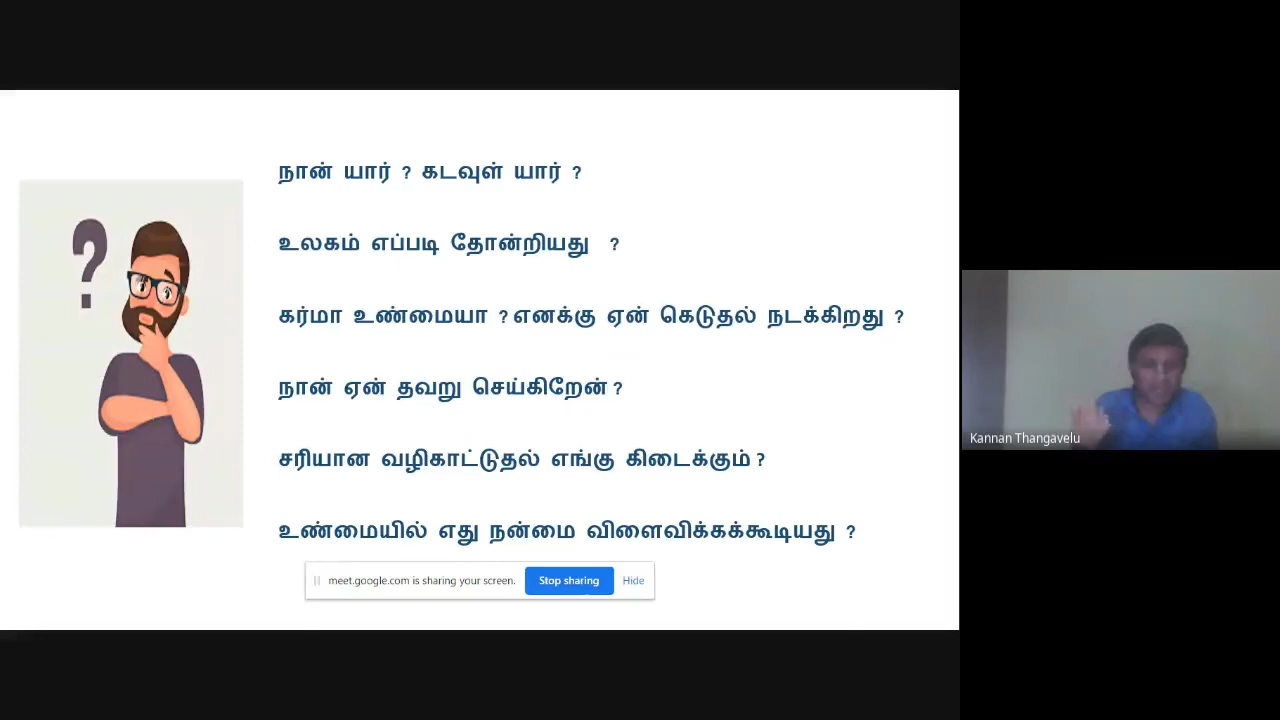 நான் யார் ? கடவுள் யார் ?
உலகம் எப்படி தோன்றியது ?
கர்மா உண்மையா ? எனக்கு ஏன் கெடுதல் நடக்கிறது ?
நான் ஏன் தவறு செய்கிறேன் ?
சரியான வழிகாட்டுதல் எங்கு கிடைக்கும் ?
உண்மையில் எது நன்மை விளைவிக்கக்கூடியது ?
meet.google.com is sharing your screen. Stop sharing Hide
Kannan Thangavelu
?